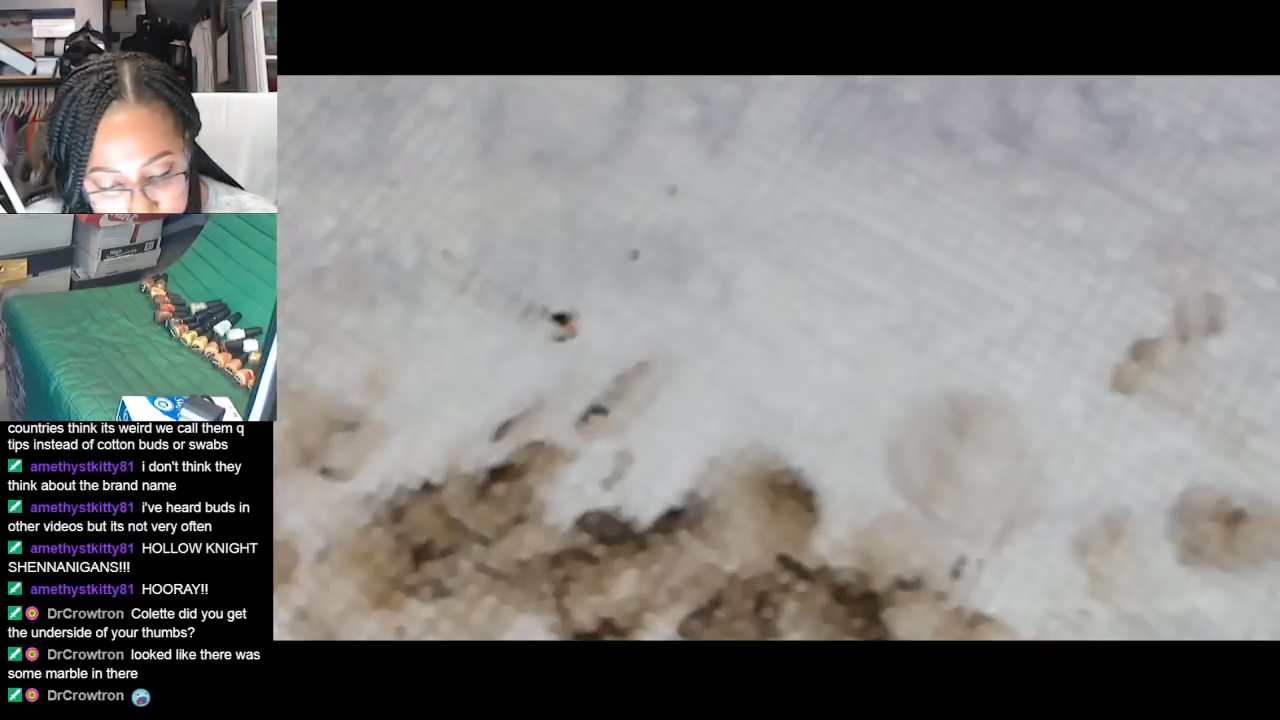 countries think its weird we call them q
tips instead of cotton buds or swabs
amethystkitty81 i don't think they
think about the brand name
amethystkitty81 i've heard buds in
other videos but its not very often
amethystkitty81 HOLLOW KNIGHT
SHENNANIGANS!!!
amethystkitty81 HOORAY!!
DrCrowtron Colette did you get
the underside of your thumbs?
DrCrowtron looked like there was
some marble in there
DrCrowtron